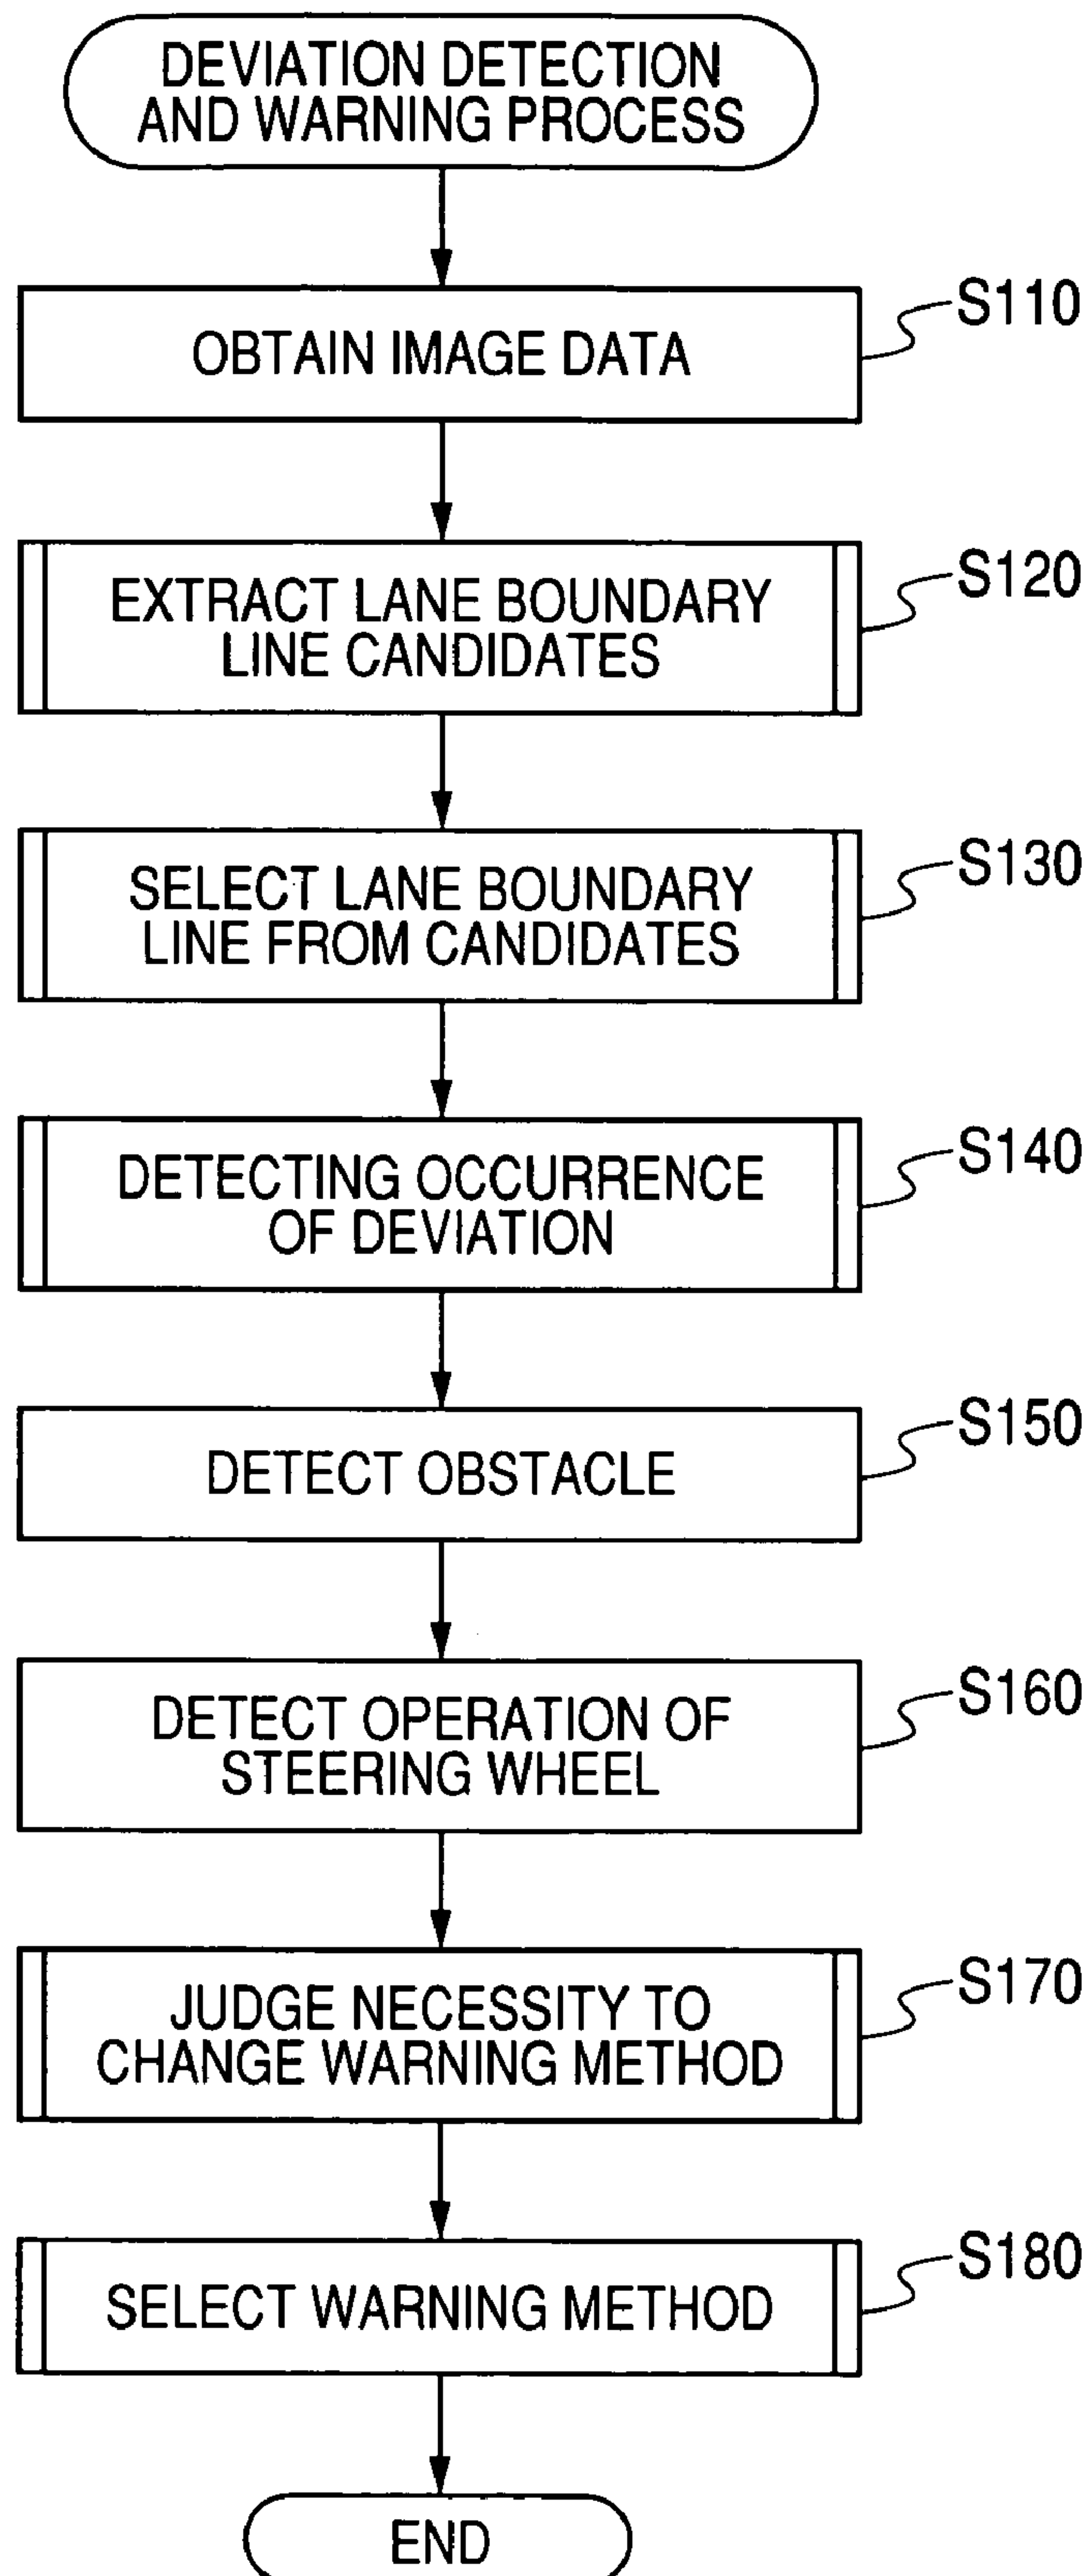 DEVIATION DETECTION
AND WARNING PROCESS
OBTAIN IMAGE DATA
S110
EXTRACT LANE BOUNDARY
LINE CANDIDATES
S120
SELECT LANE BOUNDARY
LINE FROM CANDIDATES
S130
DETECTING OCCURRENCE
OF DEVIATION
S140
DETECT OBSTACLE
S150
DETECT OPERATION OF
STEERING WHEEL
S160
JUDGE NECESSITY TO
CHANGE WARNING METHOD
S170
SELECT WARNING METHOD
S180
END